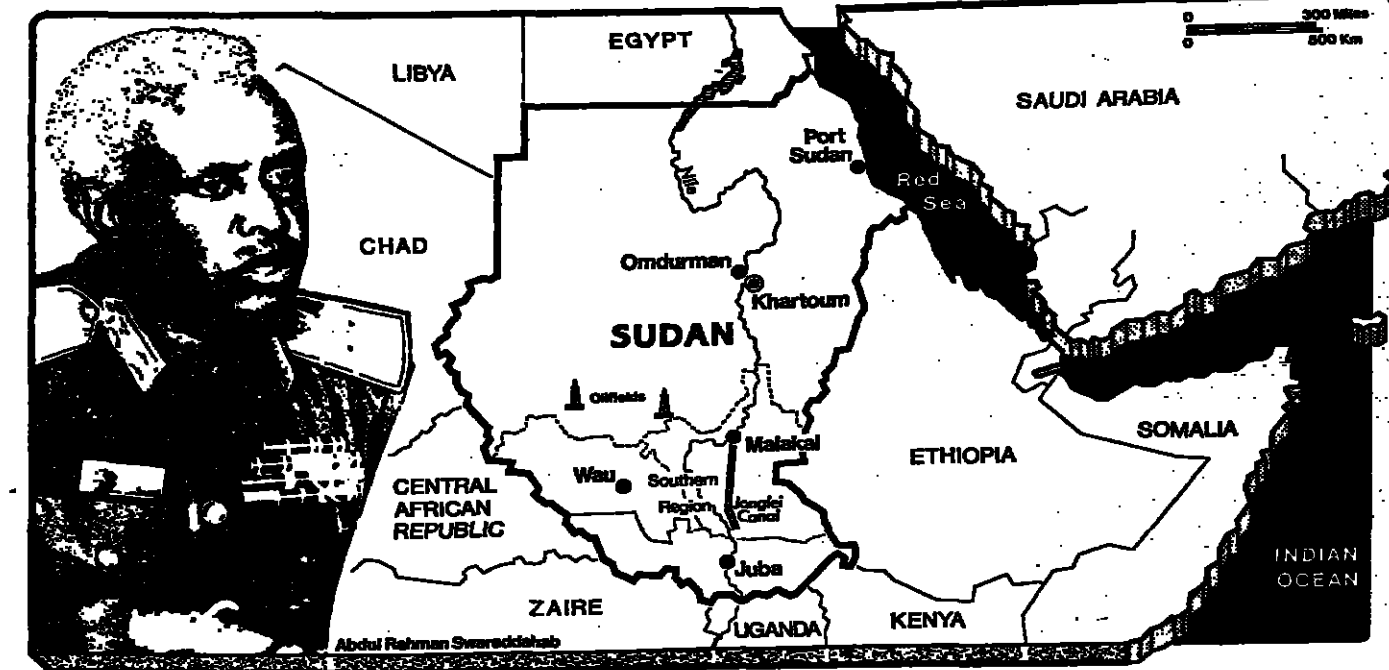 0 300 Miles
0 500 Km
LIBYA
EGYPT
SAUDI ARABIA
Port
Sudan
Red
Sea
Nile
CHAD
Omdurman
Khartoum
SUDAN
Oilfields
Malakal
SOMALIA
ETHIOPIA
Wau
Southern
Region
Jonglei
Canal
CENTRAL
AFRICAN
REPUBLIC
Juba
INDIAN
OCEAN
ZAIRE
UGANDA
KENYA
Abdul Rahman Swareddahab